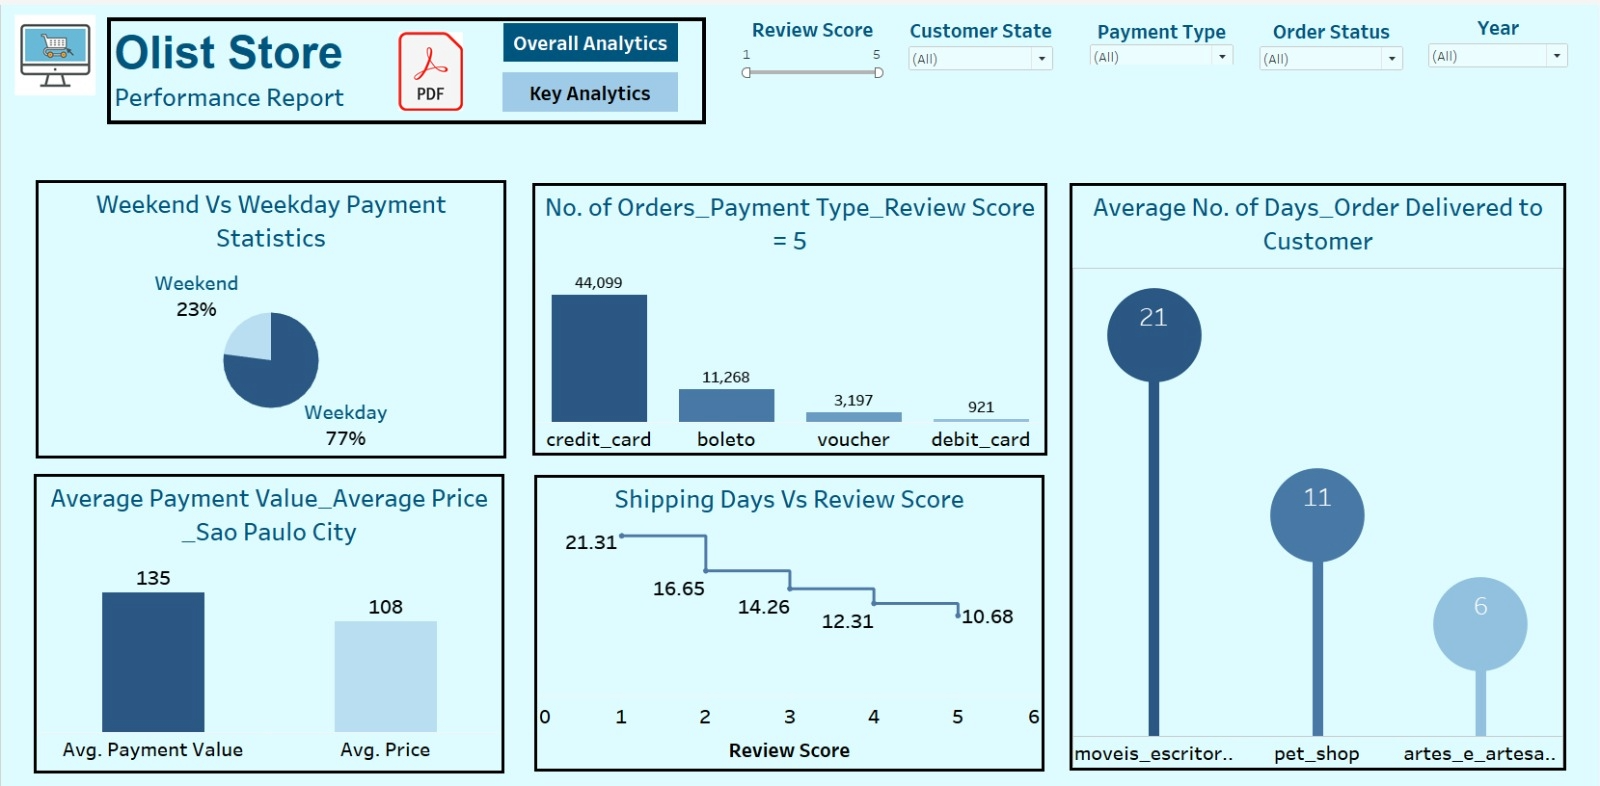 Olist Store
Performance Report
PDF
Overall Analytics
Key Analytics
Review Score
1 5
Customer State
(All)
Payment Type
(All)
Order Status
(All)
Year
(All)
Weekend Vs Weekday Payment
Statistics
Weekend
23%
Weekday
77%
No. of Orders_Payment Type_Review Score
= 5
44,099
11,268
3,197
921
credit_card boleto voucher debit_card
Average No. of Days_Order Delivered to
Customer
21
11
6
moveis_escritor.. pet_shop artes_e_artesa..
Average Payment Value_Average Price
_Sao Paulo City
135
108
Avg. Payment Value Avg. Price
Shipping Days Vs Review Score
21.31
16.65
14.26
12.31
10.68
0 1 2 3 4 5 6
Review Score